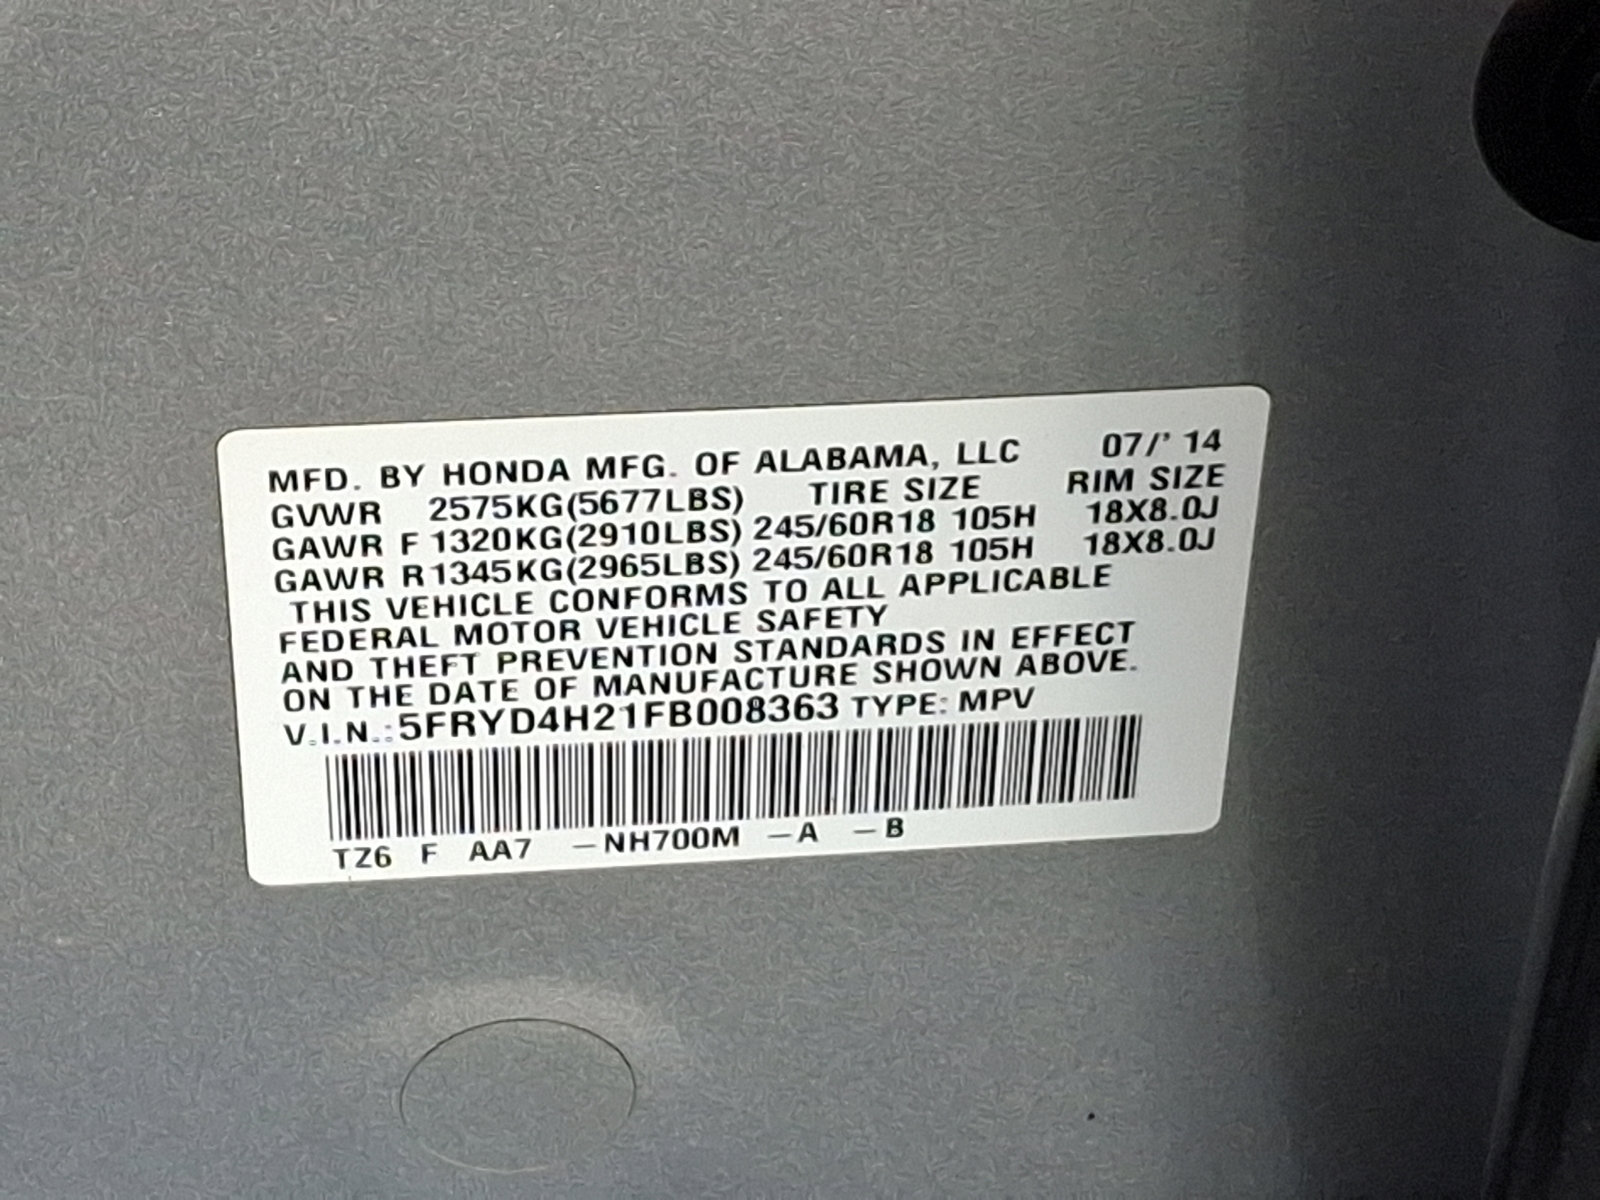 MFD. BY HONDA MFG. OF ALABAMA, LLC 07/' 14
GVWR 2575KG(5677LBS) TIRE SIZE RIM SIZE
GAWR F 1320KG(2910LBS) 245/60R18 105H 18X8.0J
GAWR R 1345KG(2965LBS) 245/60R18 105H 18X8.0J
THIS VEHICLE CONFORMS TO ALL APPLICABLE
FEDERAL MOTOR VEHICLE SAFETY
AND THEFT PREVENTION STANDARDS IN EFFECT
ON THE DATE OF MANUFACTURE SHOWN ABOVE.
V.I.N.:5FRYD4H21FB008363 TYPE: MPV
TZ6 F AA7 -NH700M -A -B